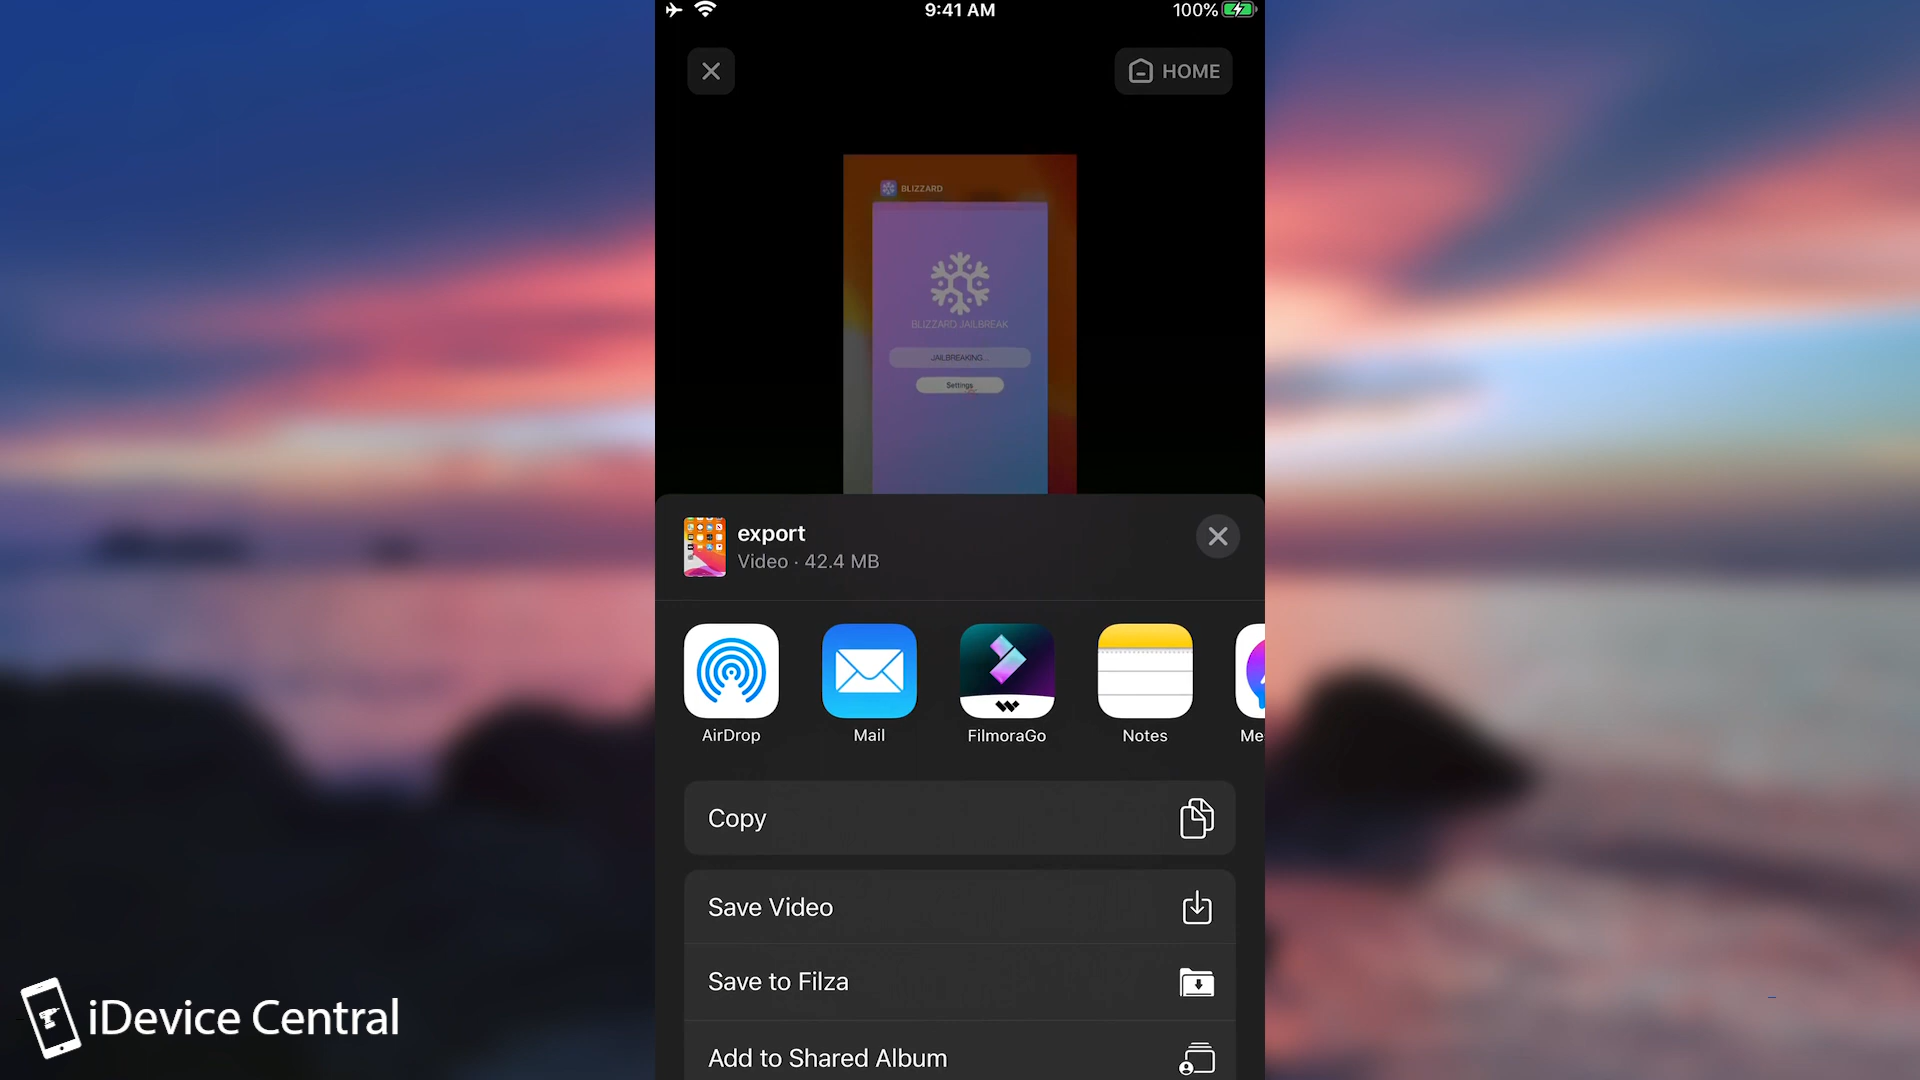 9:41 AM
100%
HOME
BLIZZARD
BLIZZARD JAILBREAK
JAILBREAKING...
Settings
export
Video · 42.4 MB
AirDrop
Mail
FilmoraGo
Notes
Me
Copy
Save Video
Save to Filza
Add to Shared Album
iDevice Central